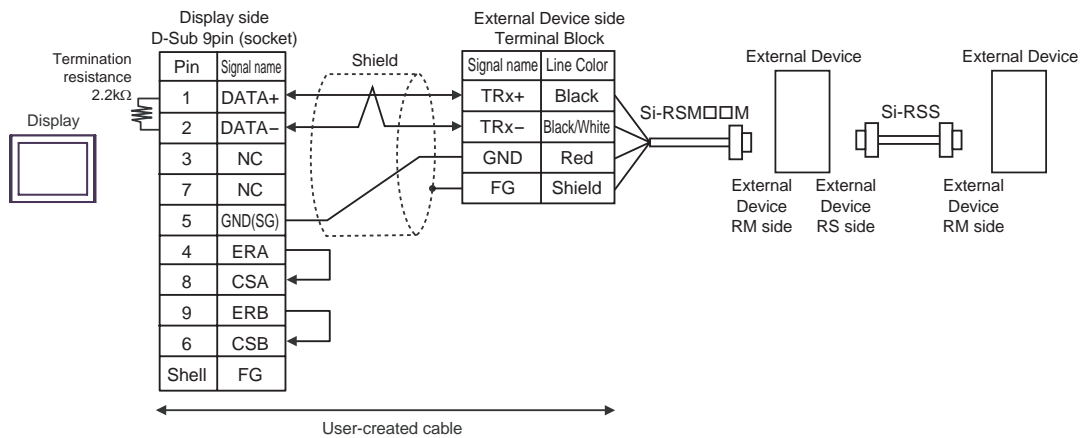 Display side
D-Sub 9pin (socket)
External Device side
Terminal Block
Termination
resistance
2.2kΩ
Display
Pin Signal name
1 DATA+
2 DATA−
3 NC
7 NC
5 GND(SG)
4 ERA
8 CSA
9 ERB
6 CSB
Shell FG
Shield
Signal name Line Color
TRx+ Black
TRx− Black/White
GND Red
FG Shield
Si-RSM□□M
External Device
Si-RSS
External Device
External
Device
RM side
External
Device
RS side
External
Device
RM side
User-created cable